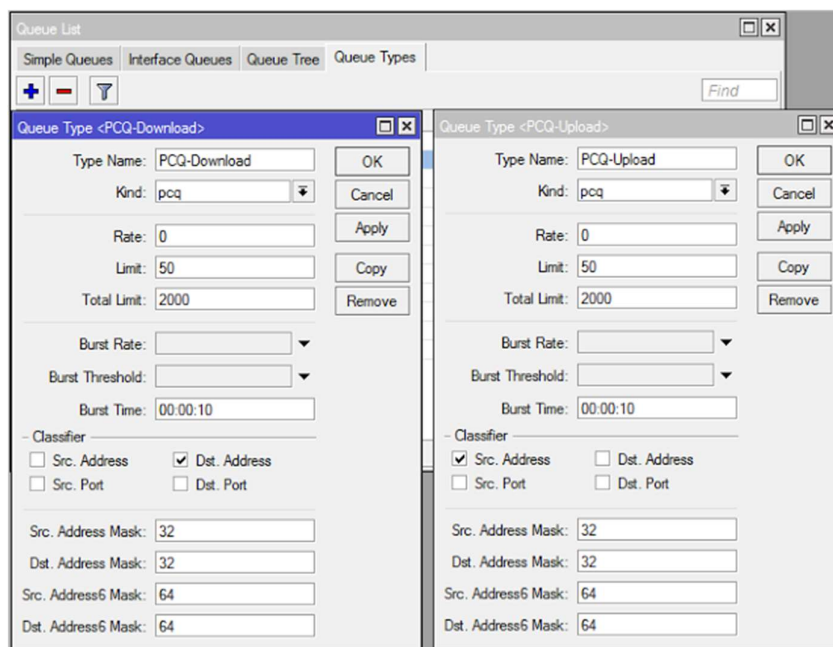 Queue List
Simple Queues Interface Queues Queue Tree Queue Types
Find
Queue Type <PCQ-Download>
Type Name: PCQ-Download OK
Kind: pcq Cancel
Apply
Rate: 0
Limit: 50 Copy
Total Limit: 2000 Remove
Burst Rate:
Burst Threshold:
Burst Time: 00:00:10
Classifier
Src. Address Dst. Address
Src. Port Dst. Port
Src. Address Mask: 32
Dst. Address Mask: 32
Src. Address6 Mask: 64
Dst. Address6 Mask: 64
Queue Type <PCQ-Upload>
Type Name: PCQ-Upload OK
Kind: pcq Cancel
Apply
Rate: 0
Limit: 50 Copy
Total Limit: 2000 Remove
Burst Rate:
Burst Threshold:
Burst Time: 00:00:10
Classifier
Src. Address Dst. Address
Src. Port Dst. Port
Src. Address Mask: 32
Dst. Address Mask: 32
Src. Address6 Mask: 64
Dst. Address6 Mask: 64